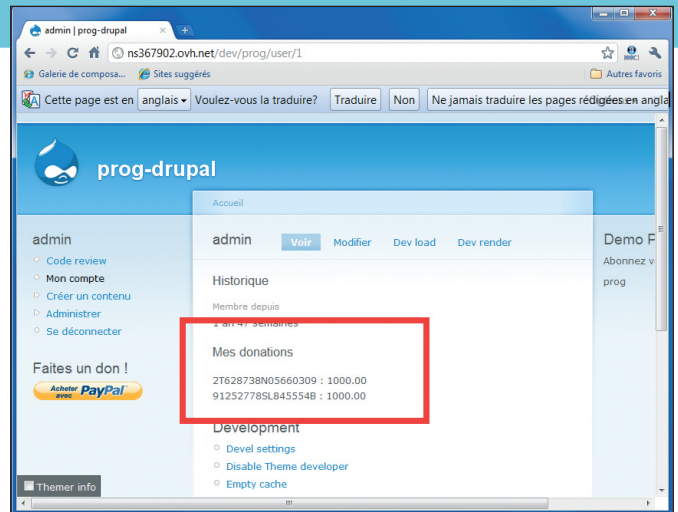 admin | prog-drupal
ns367902.ovh.net/dev/prog/user/1
Galerie de composa... Sites suggérés Autres favoris
Cette page est en anglais Voulez-vous la traduire? Traduire Non Ne jamais traduire les pages
prog-drupal
Accueil
admin
Code review
Mon compte
Créer un contenu
Administrer
Se déconnecter
Faites un don !
Acheter avec PayPal
admin Voir Modifier Dev load Dev render
Historique
Membre depuis
1 an 47 semaines
Mes donations
2T628738N05660309 : 1000.00
91252778SL845554B : 1000.00
Development
Devel settings
Disable Theme developer
Empty cache
Demo P
Abonnez v
prog
Themer info